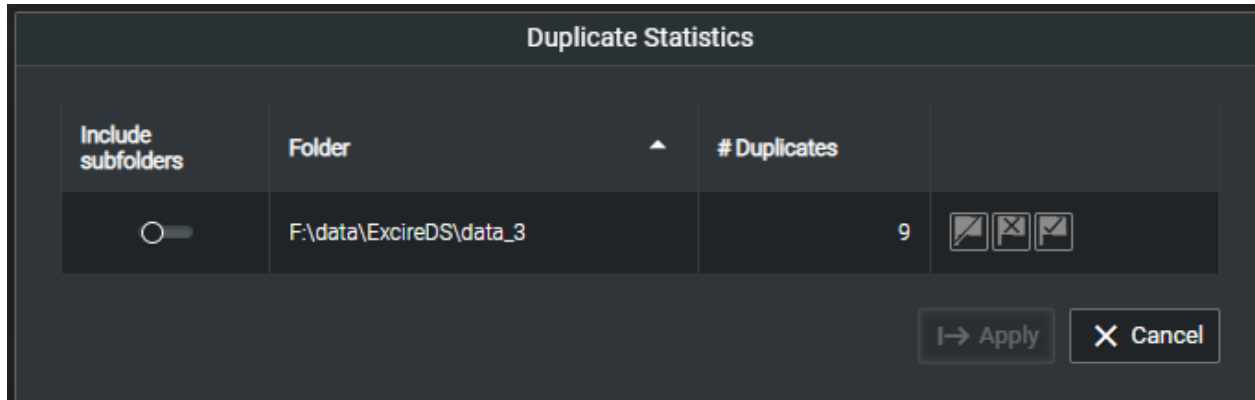 Duplicate Statistics
Include
subfolders
Folder
# Duplicates
F:\data\ExcireDS\data_3
9
Apply
Cancel